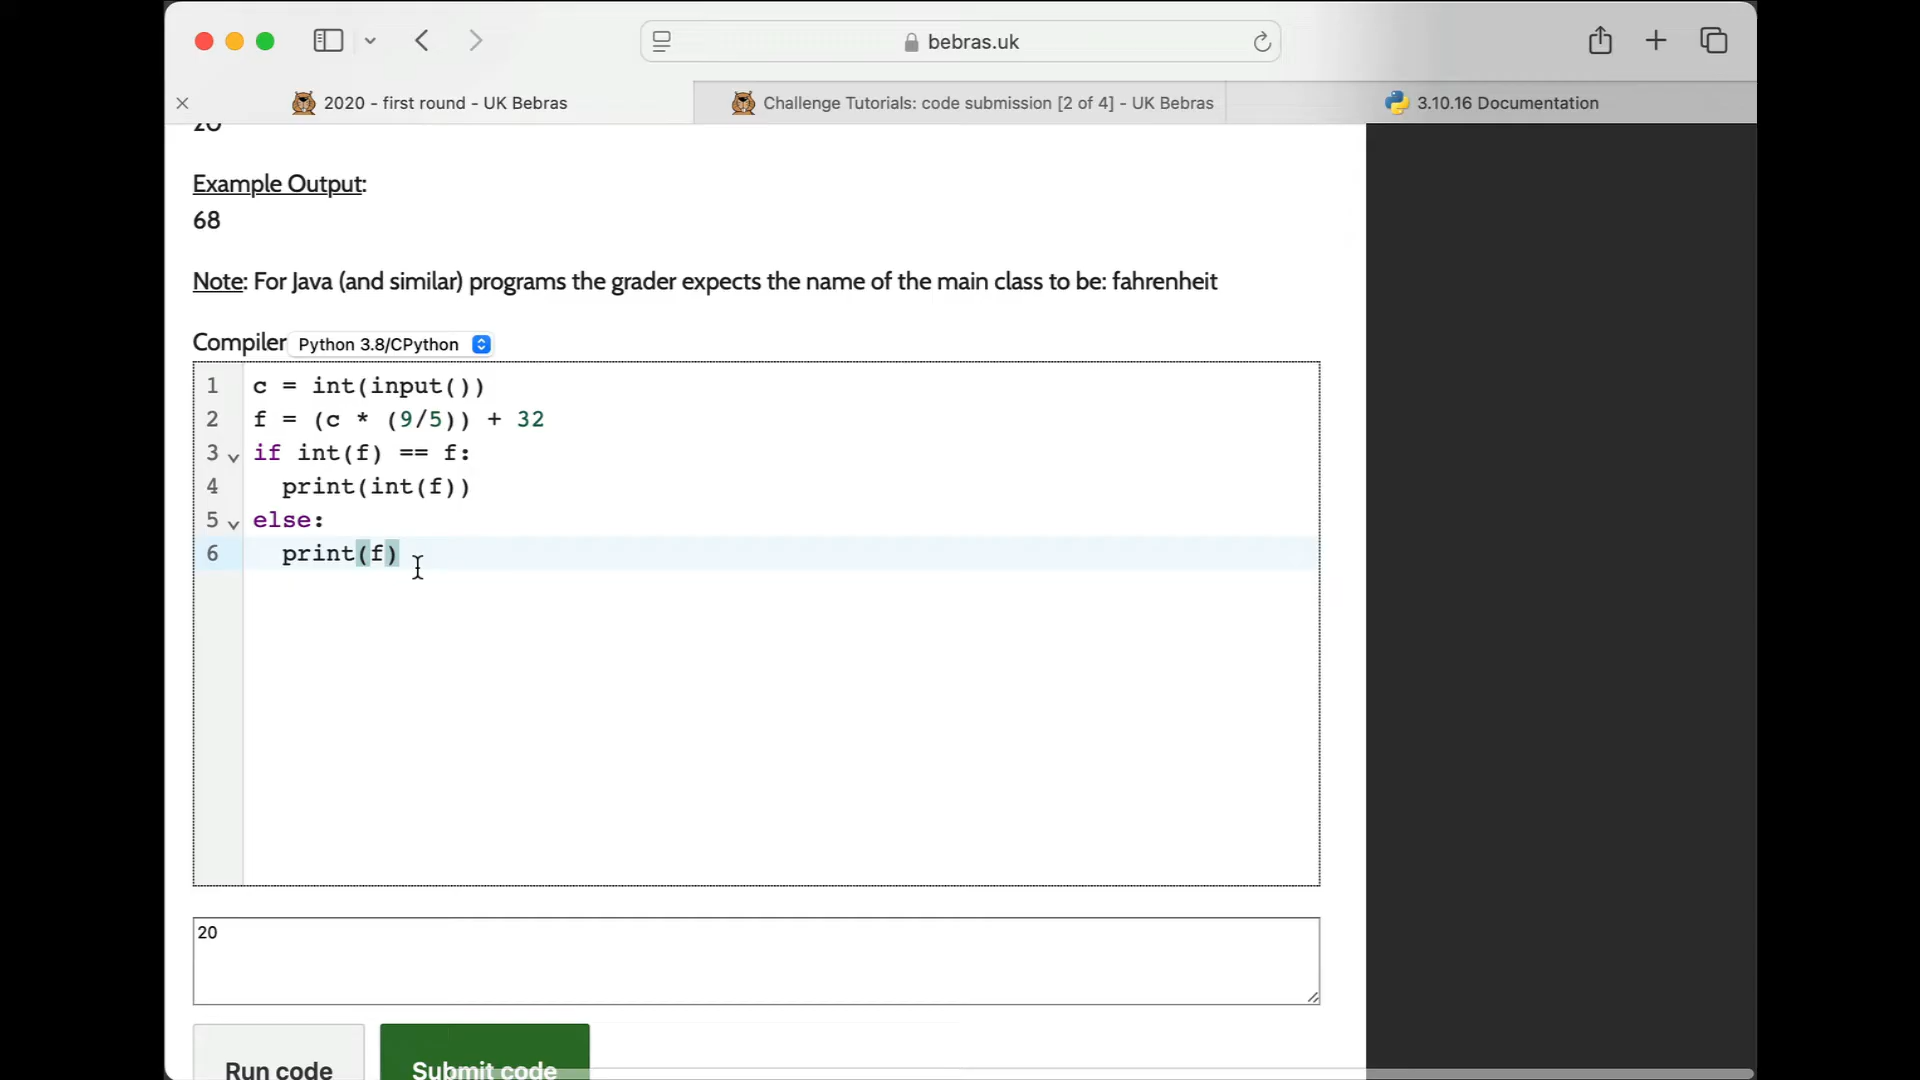 bebras.uk
2020 - first round - UK Bebras
Challenge Tutorials: code submission [2 of 4] - UK Bebras
3.10.16 Documentation
20
Example Output:
68
Note: For Java (and similar) programs the grader expects the name of the main class to be: fahrenheit
Compiler Python 3.8/CPython
1 c = int(input())
2 f = (c * (9/5)) + 32
3 if int(f) == f:
4   print(int(f))
5 else:
6   print(f)
20
Run code Submit code